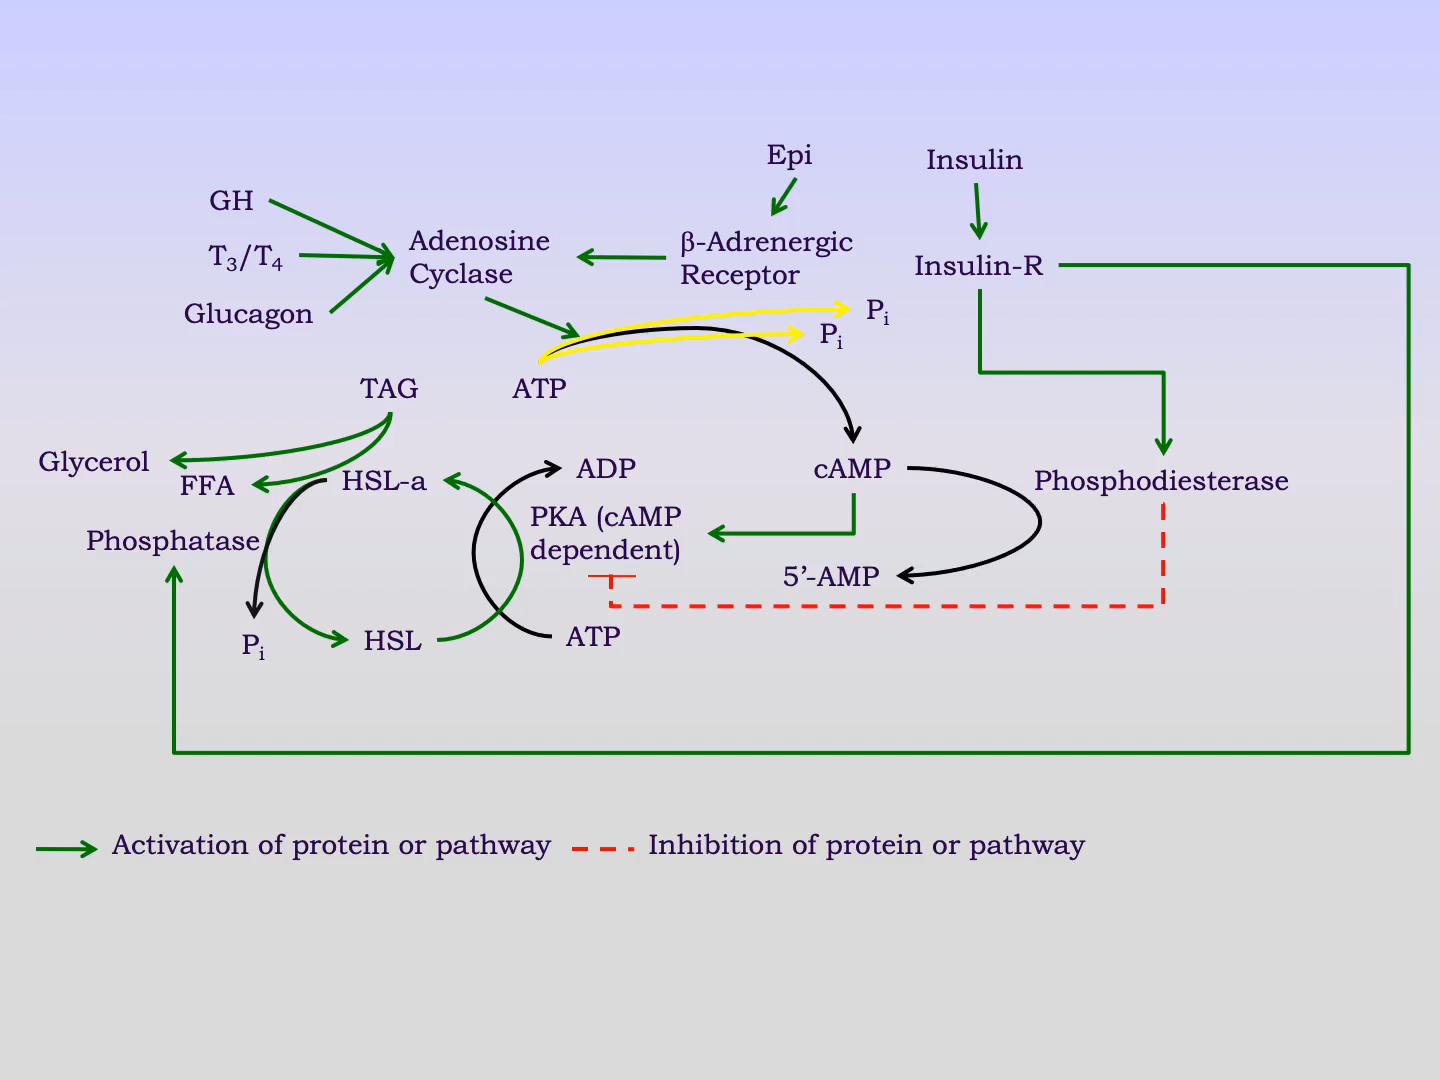 Epi
Insulin
GH
Adenosine
Cyclase
β-Adrenergic
Receptor
T₃/T₄
Insulin-R
Glucagon
Pᵢ
Pᵢ
TAG
ATP
Glycerol
FFA
HSL-a
ADP
cAMP
Phosphodiesterase
PKA (cAMP
dependent)
Phosphatase
5’-AMP
Pᵢ
HSL
ATP
Activation of protein or pathway
Inhibition of protein or pathway